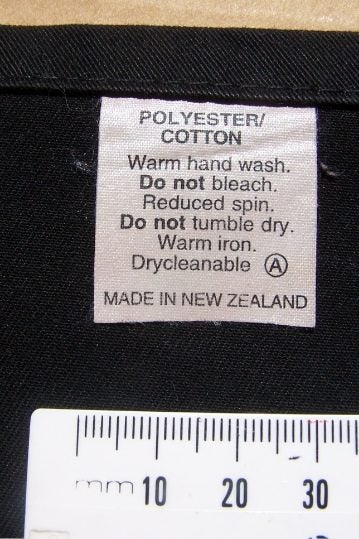 POLYESTER/
COTTON
Warm hand wash.
Do not bleach.
Reduced spin.
Do not tumble dry.
Warm iron.
Drycleanable Ⓐ
MADE IN NEW ZEALAND
mm 10 20 30